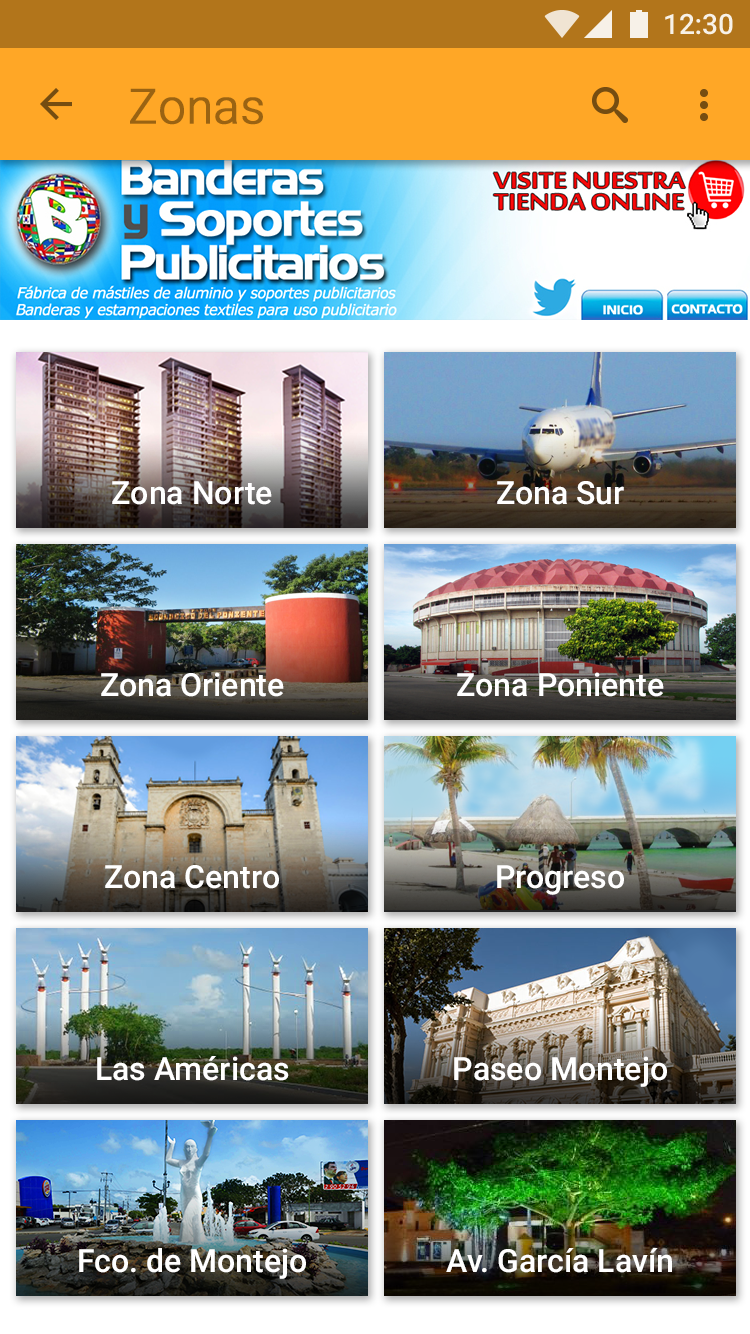 12:30
Zonas
Banderas
y Soportes
Publicitarios
Fábrica de mástiles de aluminio y soportes publicitarios
Banderas y estampaciones textiles para uso publicitario
VISITE NUESTRA
TIENDA ONLINE
INICIO
CONTACTO
B
Zona Norte
Zona Sur
Zona Oriente
Zona Poniente
Zona Centro
Progreso
Las Américas
Paseo Montejo
Fco. de Montejo
Av. García Lavín